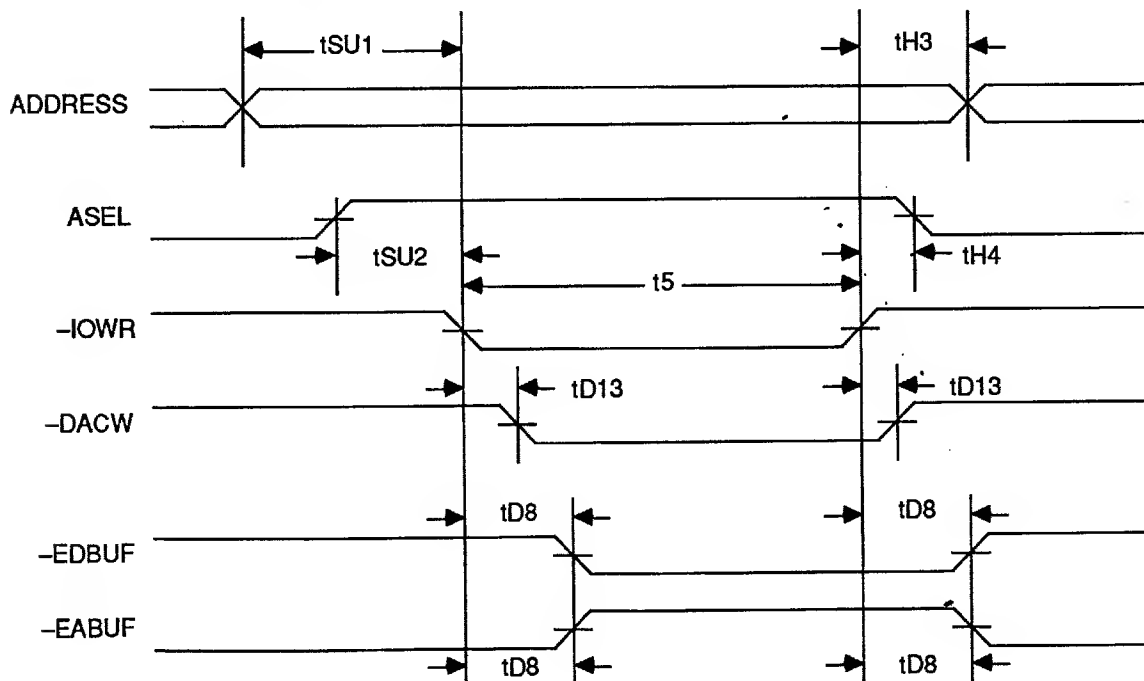 tSU1
tH3
ADDRESS
ASEL
tSU2
tH4
t5
–IOWR
tD13
tD13
–DACW
tD8
tD8
–EDBUF
–EABUF
tD8
tD8